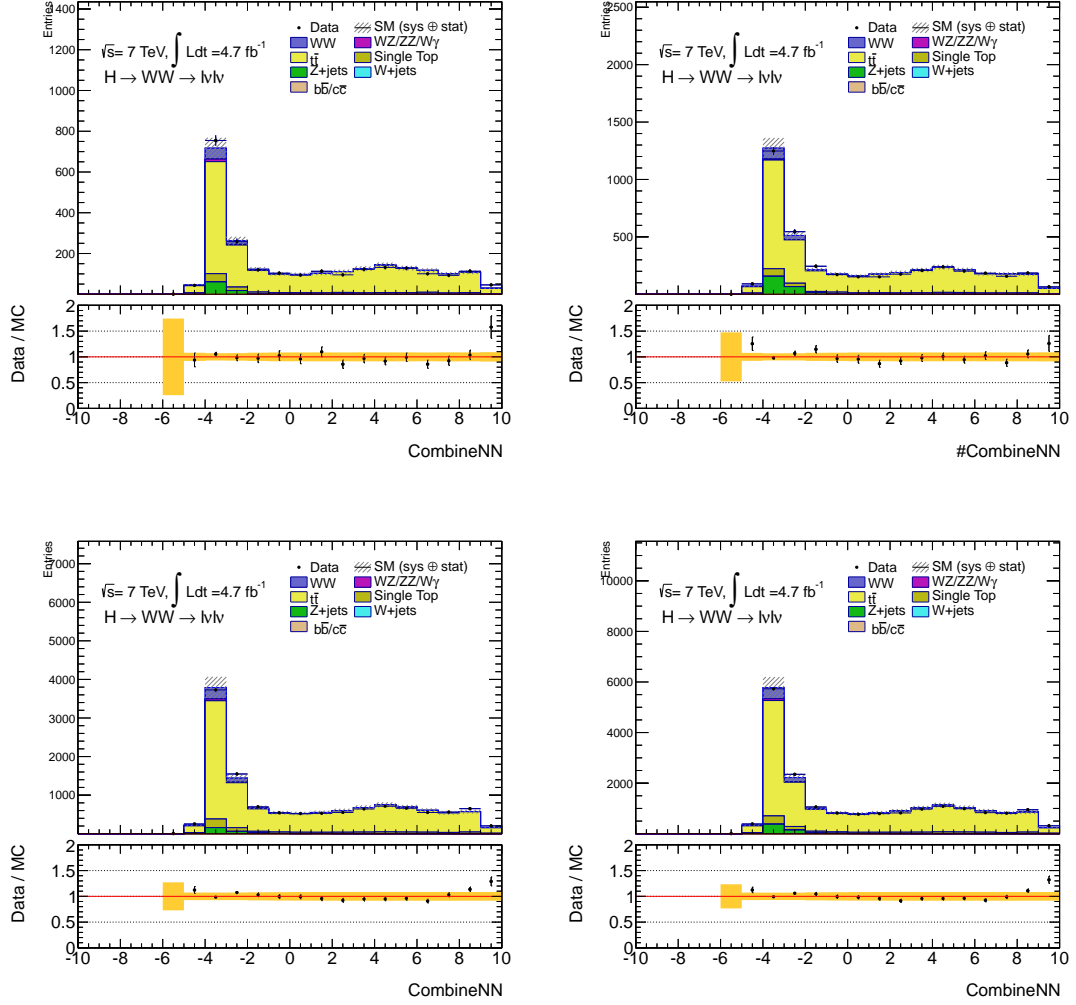 Entries
1400
1200
1000
800
600
400
200
√s= 7 TeV, ∫ Ldt =4.7 fb⁻¹
H→WW→lνlν
Data
WW
tt̄
Z+jets
bb̄/cc̄
SM (sys ⊕ stat)
WZ/ZZ/Wγ
Single Top
W+jets
Data / MC
2
1.5
1
0.5
0
-10 -8 -6 -4 -2 0 2 4 6 8 10
CombineNN
Entries
2500
2000
1500
1000
500
√s= 7 TeV, ∫ Ldt =4.7 fb⁻¹
H→WW→lνlν
Data
WW
tt̄
Z+jets
bb̄/cc̄
SM (sys ⊕ stat)
WZ/ZZ/Wγ
Single Top
W+jets
Data / MC
2
1.5
1
0.5
0
-10 -8 -6 -4 -2 0 2 4 6 8 10
#CombineNN
Entries
7000
6000
5000
4000
3000
2000
1000
√s= 7 TeV, ∫ Ldt =4.7 fb⁻¹
H→WW→lνlν
Data
WW
tt̄
Z+jets
bb̄/cc̄
SM (sys ⊕ stat)
WZ/ZZ/Wγ
Single Top
W+jets
Data / MC
2
1.5
1
0.5
0
-10 -8 -6 -4 -2 0 2 4 6 8 10
CombineNN
Entries
10000
8000
6000
4000
2000
√s= 7 TeV, ∫ Ldt =4.7 fb⁻¹
H→WW→lνlν
Data
WW
tt̄
Z+jets
bb̄/cc̄
SM (sys ⊕ stat)
WZ/ZZ/Wγ
Single Top
W+jets
Data / MC
2
1.5
1
0.5
0
-10 -8 -6 -4 -2 0 2 4 6 8 10
CombineNN